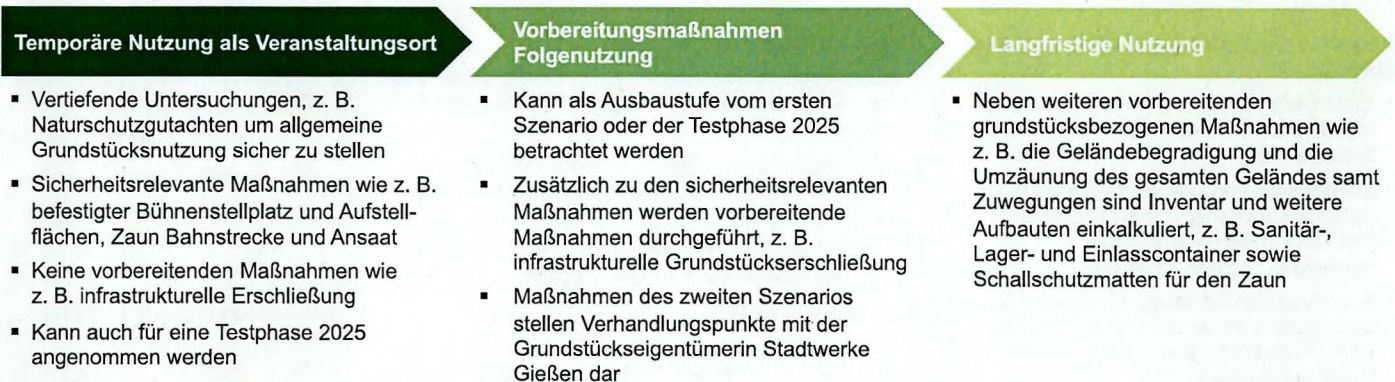 Temporäre Nutzung als Veranstaltungsort
▪ Vertiefende Untersuchungen, z. B.
Naturschutzgutachten um allgemeine
Grundstücksnutzung sicher zu stellen
▪ Sicherheitsrelevante Maßnahmen wie z. B.
befestigter Bühnenstellplatz und Aufstell-
flächen, Zaun Bahnstrecke und Ansaat
▪ Keine vorbereitenden Maßnahmen wie
z. B. infrastrukturelle Erschließung
▪ Kann auch für eine Testphase 2025
angenommen werden
Vorbereitungsmaßnahmen
Folgenutzung
▪ Kann als Ausbaustufe vom ersten
Szenario oder der Testphase 2025
betrachtet werden
▪ Zusätzlich zu den sicherheitsrelevanten
Maßnahmen werden vorbereitende
Maßnahmen durchgeführt, z. B.
infrastrukturelle Grundstückserschließung
▪ Maßnahmen des zweiten Szenarios
stellen Verhandlungspunkte mit der
Grundstückseigentümerin Stadtwerke
Gießen dar
Langfristige Nutzung
▪ Neben weiteren vorbereitenden
grundstücksbezogenen Maßnahmen wie
z. B. die Geländebegradigung und die
Umzäunung des gesamten Geländes samt
Zuwegungen sind Inventar und weitere
Aufbauten einkalkuliert, z. B. Sanitär-,
Lager- und Einlasscontainer sowie
Schallschutzmatten für den Zaun